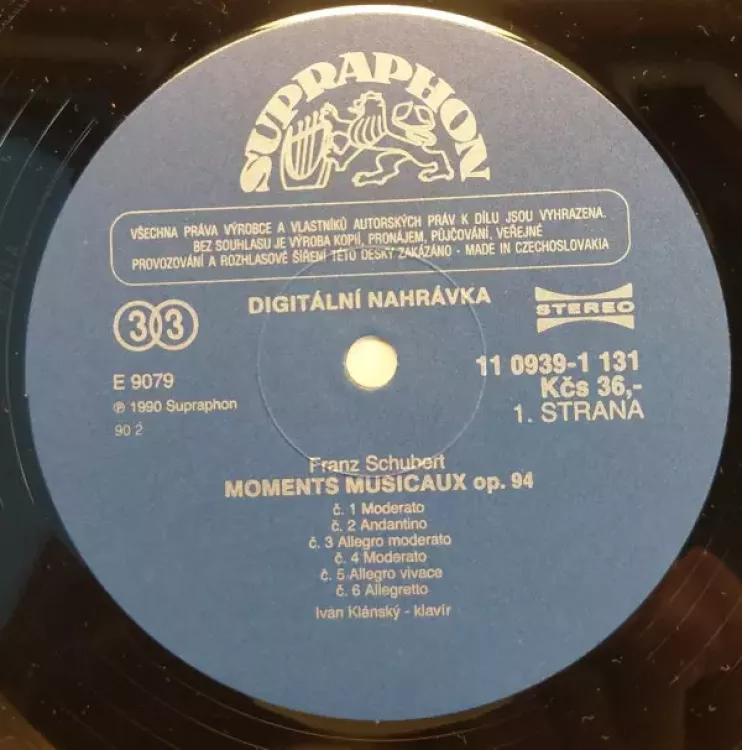 SUPRAPHON
VŠECHNA PRÁVA VÝROBCE A VLASTNÍKŮ AUTORSKÝCH PRÁV K DÍLU JSOU VYHRAZENA.
BEZ SOUHLASU JE VÝROBA KOPIÍ, PRONÁJEM, PŮJČOVÁNÍ, VEŘEJNÉ
PROVOZOVÁNÍ A ROZHLASOVÉ ŠÍŘENÍ TÉTO DESKY ZAKÁZÁNO · MADE IN CZECHOSLOVAKIA
DIGITÁLNÍ NAHRÁVKA
33
STEREO
E 9079
℗ 1990 Supraphon
90 2
11 0939-1 131
Kčs 36,-
1. STRANA
Franz Schubert
MOMENTS MUSICAUX op. 94
č. 1 Moderato
č. 2 Andantino
č. 3 Allegro moderato
č. 4 Moderato
č. 5 Allegro vivace
č. 6 Allegretto
Ivan Klánský - klavír